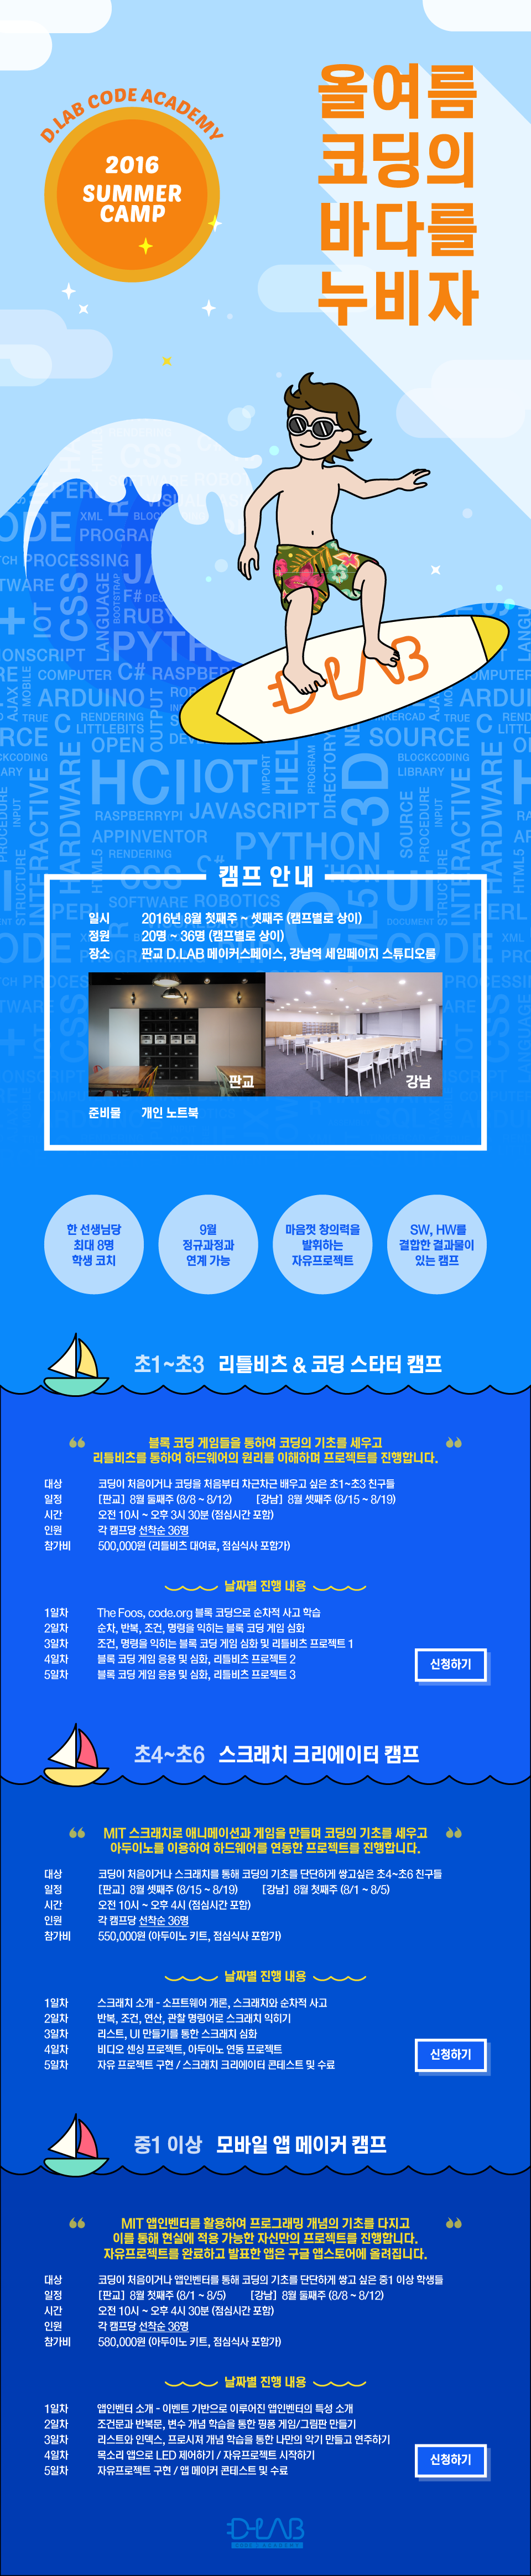 D.LAB CODE ACADEMY
2016
SUMMER
CAMP
올여름
코딩의
바다를
누비자
CSS
XML
PROCESSING
CSS
IOT
LANGUAGE
BOOTSTRAP
F#
RUBY
COMPUTER C# RASPBER
AJAX
MOBILE
ARDUINO
TRUE C RENDERING
LITTLEBITS
OPEN
OUTPUT
D-LAB
SOURCE
BLOCKCODING
LIBRARY
HCI IOT
IMPORT
PROGRAM
DIRECTORY
3D
RASPBERRYPI JAVASCRIPT
APPINVENTOR
PYTHON
RENDERING
HTML5
HARDWARE
INTERACTIVE
STRUCTURE
PROCEDURE
INPUT
SOURCE
SOFTWARE ROBOTICS
UI
DOCUMENT
캠프 안내
일시 2016년 8월 첫째주 ~ 셋째주 (캠프별로 상이)
정원 20명 ~ 36명 (캠프별로 상이)
장소 판교 D.LAB 메이커스페이스, 강남역 세임페이지 스튜디오룸
판교
강남
준비물 개인 노트북
한 선생님당
최대 8명
학생 코치
9월
정규과정과
연계 가능
마음껏 창의력을
발휘하는
자유프로젝트
SW, HW를
결합한 결과물이
있는 캠프
초1~초3 리틀비츠 & 코딩 스타터 캠프
블록 코딩 게임들을 통하여 코딩의 기초를 세우고
리틀비츠를 통하여 하드웨어의 원리를 이해하며 프로젝트를 진행합니다.
대상 코딩이 처음이거나 코딩을 처음부터 차근차근 배우고 싶은 초1~초3 친구들
일정 [판교] 8월 둘째주 (8/8 ~ 8/12) [강남] 8월 셋째주 (8/15 ~ 8/19)
시간 오전 10시 ~ 오후 3시 30분 (점심시간 포함)
인원 각 캠프당 선착순 36명
참가비 500,000원 (리틀비츠 대여료, 점심식사 포함가)
날짜별 진행 내용
1일차 The Foos, code.org 블록 코딩으로 순차적 사고 학습
2일차 순차, 반복, 조건, 명령을 익히는 블록 코딩 게임 심화
3일차 조건, 명령을 익히는 블록 코딩 게임 심화 및 리틀비츠 프로젝트 1
4일차 블록 코딩 게임 응용 및 심화, 리틀비츠 프로젝트 2
5일차 블록 코딩 게임 응용 및 심화, 리틀비츠 프로젝트 3
신청하기
초4~초6 스크래치 크리에이터 캠프
MIT 스크래치로 애니메이션과 게임을 만들며 코딩의 기초를 세우고
아두이노를 이용하여 하드웨어를 연동한 프로젝트를 진행합니다.
대상 코딩이 처음이거나 스크래치를 통해 코딩의 기초를 단단하게 쌓고싶은 초4~초6 친구들
일정 [판교] 8월 셋째주 (8/15 ~ 8/19) [강남] 8월 첫째주 (8/1 ~ 8/5)
시간 오전 10시 ~ 오후 4시 (점심시간 포함)
인원 각 캠프당 선착순 36명
참가비 550,000원 (아두이노 키트, 점심식사 포함가)
날짜별 진행 내용
1일차 스크래치 소개 - 소프트웨어 개론, 스크래치와 순차적 사고
2일차 반복, 조건, 연산, 관찰 명령어로 스크래치 익히기
3일차 리스트, UI 만들기를 통한 스크래치 심화
4일차 비디오 센싱 프로젝트, 아두이노 연동 프로젝트
5일차 자유 프로젝트 구현 / 스크래치 크리에이터 콘테스트 및 수료
신청하기
중1 이상 모바일 앱 메이커 캠프
MIT 앱인벤터를 활용하여 프로그래밍 개념의 기초를 다지고
이를 통해 현실에 적용 가능한 자신만의 프로젝트를 진행합니다.
자유프로젝트를 완료하고 발표한 앱은 구글 앱스토어에 올려집니다.
대상 코딩이 처음이거나 앱인벤터를 통해 코딩의 기초를 단단하게 쌓고 싶은 중1 이상 학생들
일정 [판교] 8월 첫째주 (8/1 ~ 8/5) [강남] 8월 둘째주 (8/8 ~ 8/12)
시간 오전 10시 ~ 오후 4시 30분 (점심시간 포함)
인원 각 캠프당 선착순 36명
참가비 580,000원 (아두이노 키트, 점심식사 포함가)
날짜별 진행 내용
1일차 앱인벤터 소개 - 이벤트 기반으로 이루어진 앱인벤터의 특성 소개
2일차 조건문과 반복문, 변수 개념 학습을 통한 핑퐁 게임/그림판 만들기
3일차 리스트와 인덱스, 프로시져 개념 학습을 통한 나만의 악기 만들고 연주하기
4일차 목소리 앱으로 LED 제어하기 / 자유프로젝트 시작하기
5일차 자유프로젝트 구현 / 앱 메이커 콘테스트 및 수료
신청하기
D-LAB